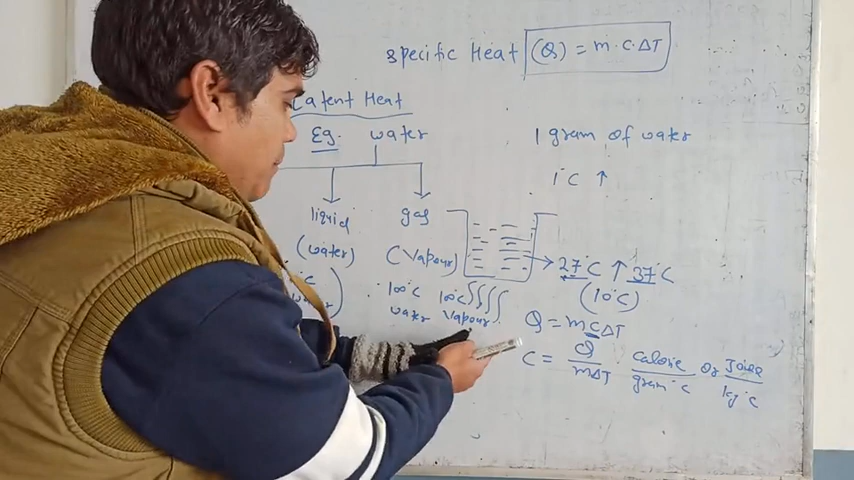 specific Heat (Q) = m·C·ΔT
Latent Heat
Eg. water
1 gram of water
1°C ↑
liquid gas
(water) (Vapour)
27°C ↑ 37°C
(10°C)
100°C 100°C
water Vapour
Q = mCΔT
C = Q/mΔT calorie/gram °C or Joule/kg °C